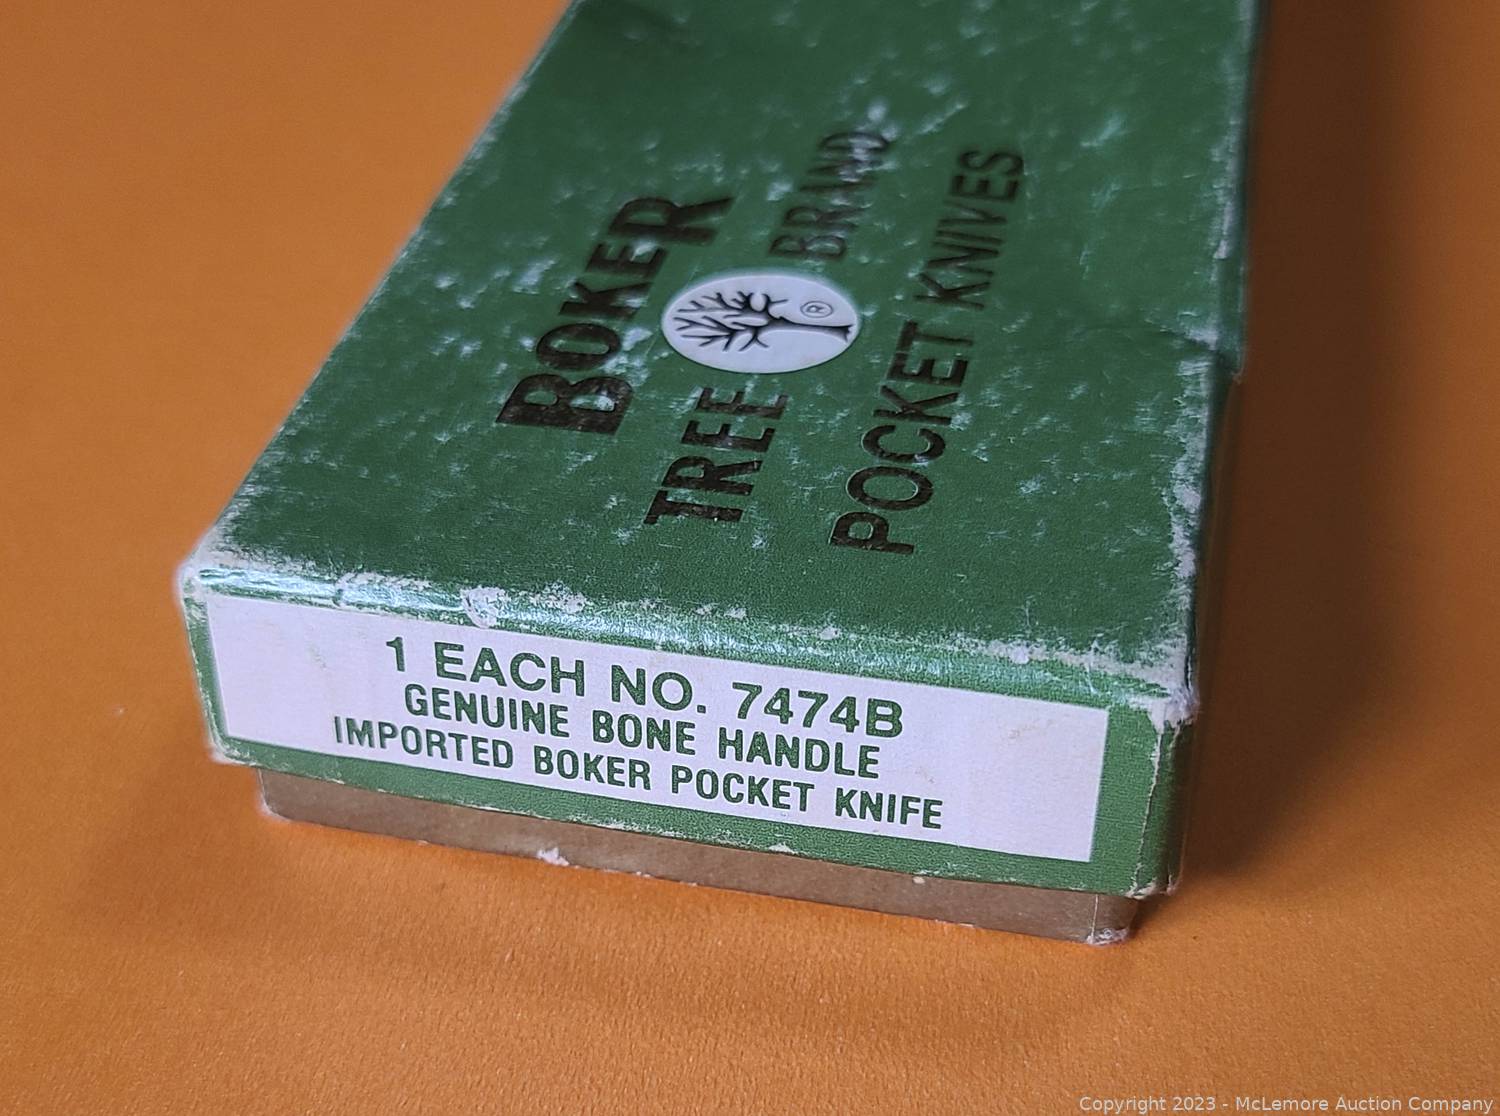 BOKER
TREE BRAND
®
POCKET KNIVES
1 EACH NO. 7474B
GENUINE BONE HANDLE
IMPORTED BOKER POCKET KNIFE
Copyright 2023 - McLemore Auction Company